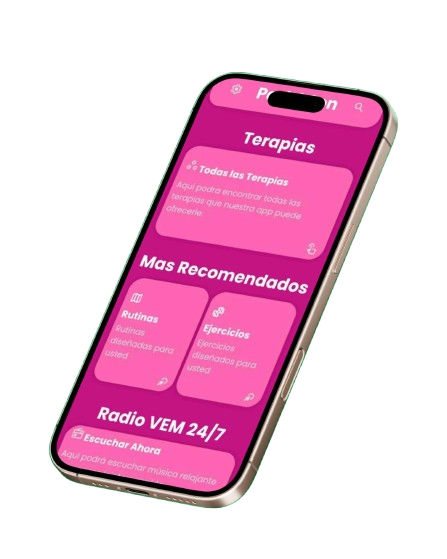 Terapias
Todas las Terapias
Aqui podra encontrar todas las
terapias que nuestra app puede
ofrecerle.
Mas Recomendados
Rutinas
Rutinas
diseñadas para
usted
Ejercicios
Ejercicios
diseñados para
usted
Radio VEM 24/7
Escuchar Ahora
Aqui podrá escuchar música relajante